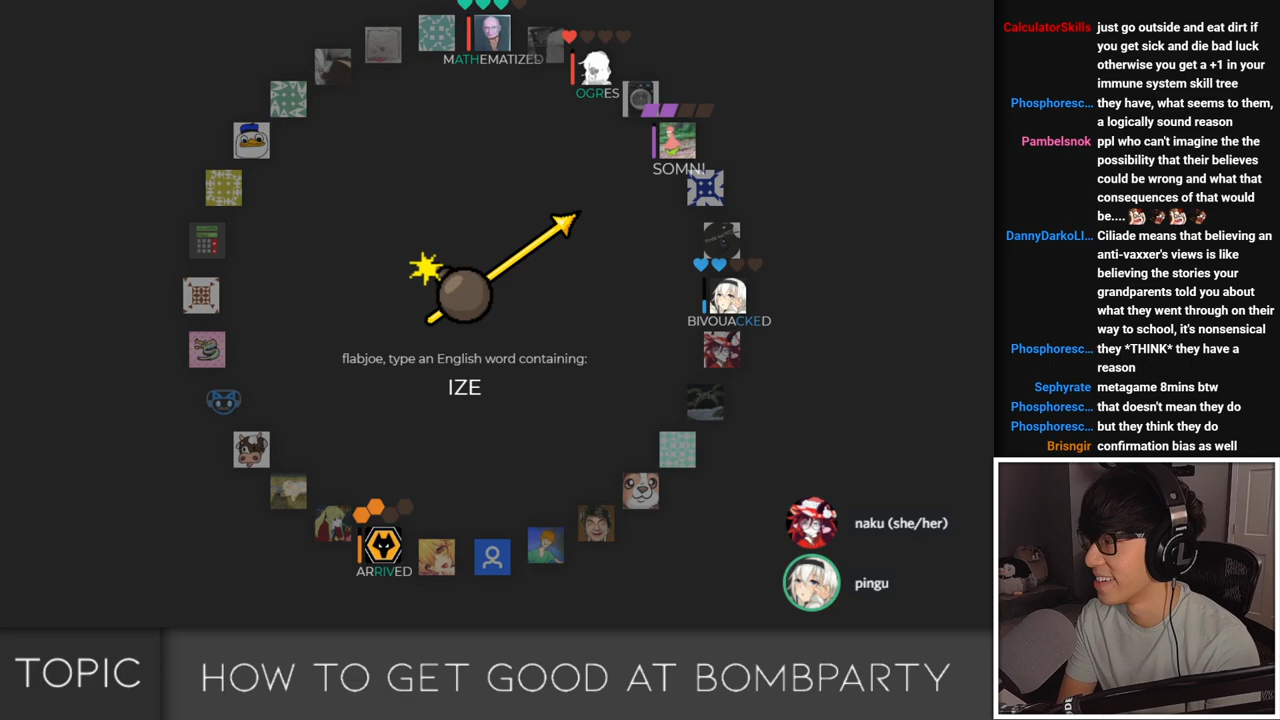 MATHEMATIZED
OGRES
SOMN!
BIVOUACKED
flabjoe, type an English word containing:
IZE
ARRIVED
naku (she/her)
pingu
TOPIC
HOW TO GET GOOD AT BOMBPARTY
CalculatorSkills just go outside and eat dirt if
you get sick and die bad luck
otherwise you get a +1 in your
immune system skill tree
Phosphoresc... they have, what seems to them,
a logically sound reason
Pambelsnok ppl who can't imagine the the
possibility that their believes
could be wrong and what that
consequences of that would
be....
DannyDarkoLI... Ciliade means that believing an
anti-vaxxer's views is like
believing the stories your
grandparents told you about
what they went through on their
way to school, it's nonsensical
Phosphoresc... they *THINK* they have a
reason
Sephyrate metagame 8mins btw
Phosphoresc... that doesn't mean they do
Phosphoresc... but they think they do
Brisngir confirmation bias as well